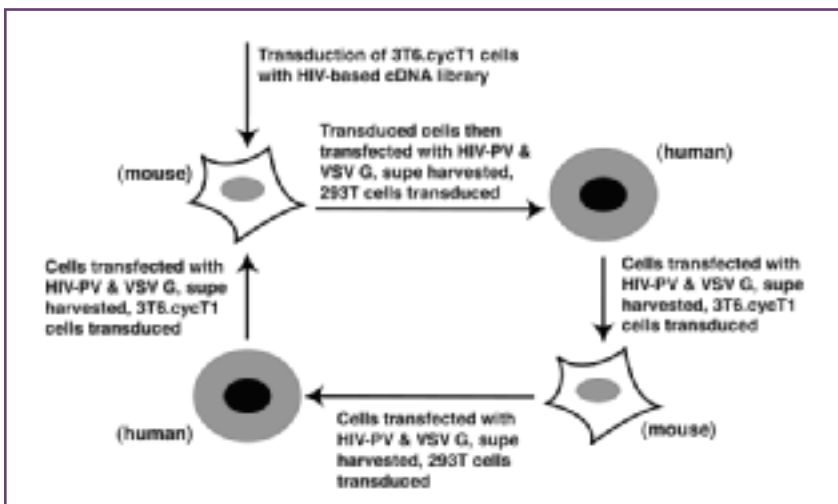 Transduction of 3T6.cycT1 cells
with HIV-based cDNA library
Transduced cells then
transfected with HIV-PV &
VSV G, supe harvested,
293T cells transduced
(mouse)
(human)
Cells transfected with
HIV-PV & VSV G, supe
harvested, 3T6.cycT1
cells transduced
Cells transfected with
HIV-PV & VSV G, supe
harvested, 3T6.cycT1
cells transduced
(human)
Cells transfected with
HIV-PV & VSV G, supe
harvested, 293T cells
transduced
(mouse)